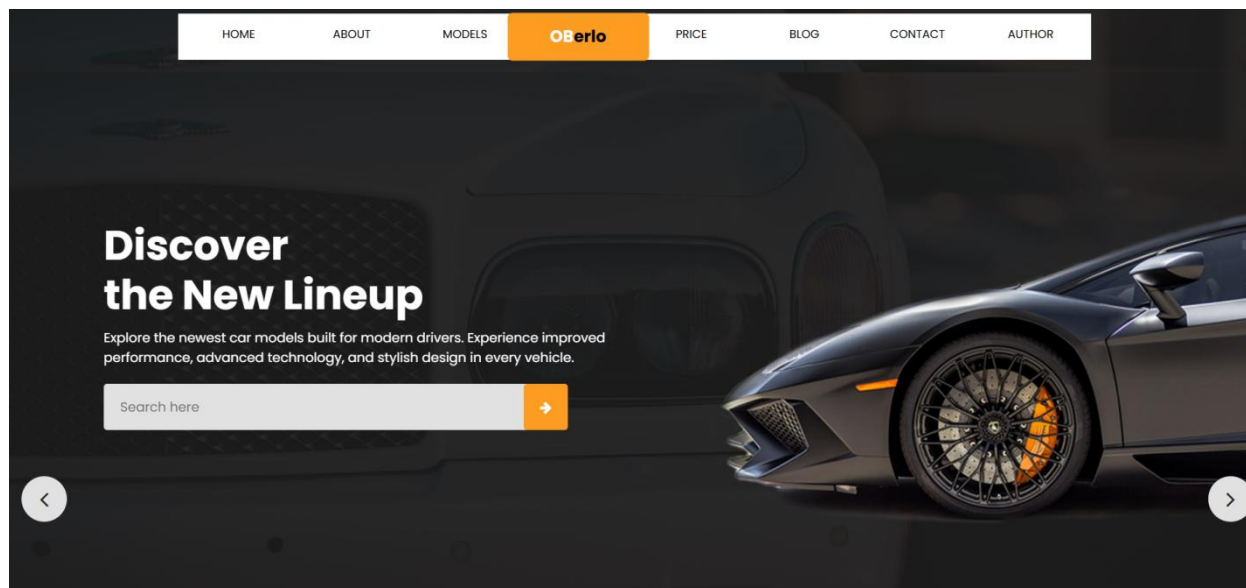 HOME ABOUT MODELS OBerlo PRICE BLOG CONTACT AUTHOR
Discover
the New Lineup
Explore the newest car models built for modern drivers. Experience improved
performance, advanced technology, and stylish design in every vehicle.
Search here